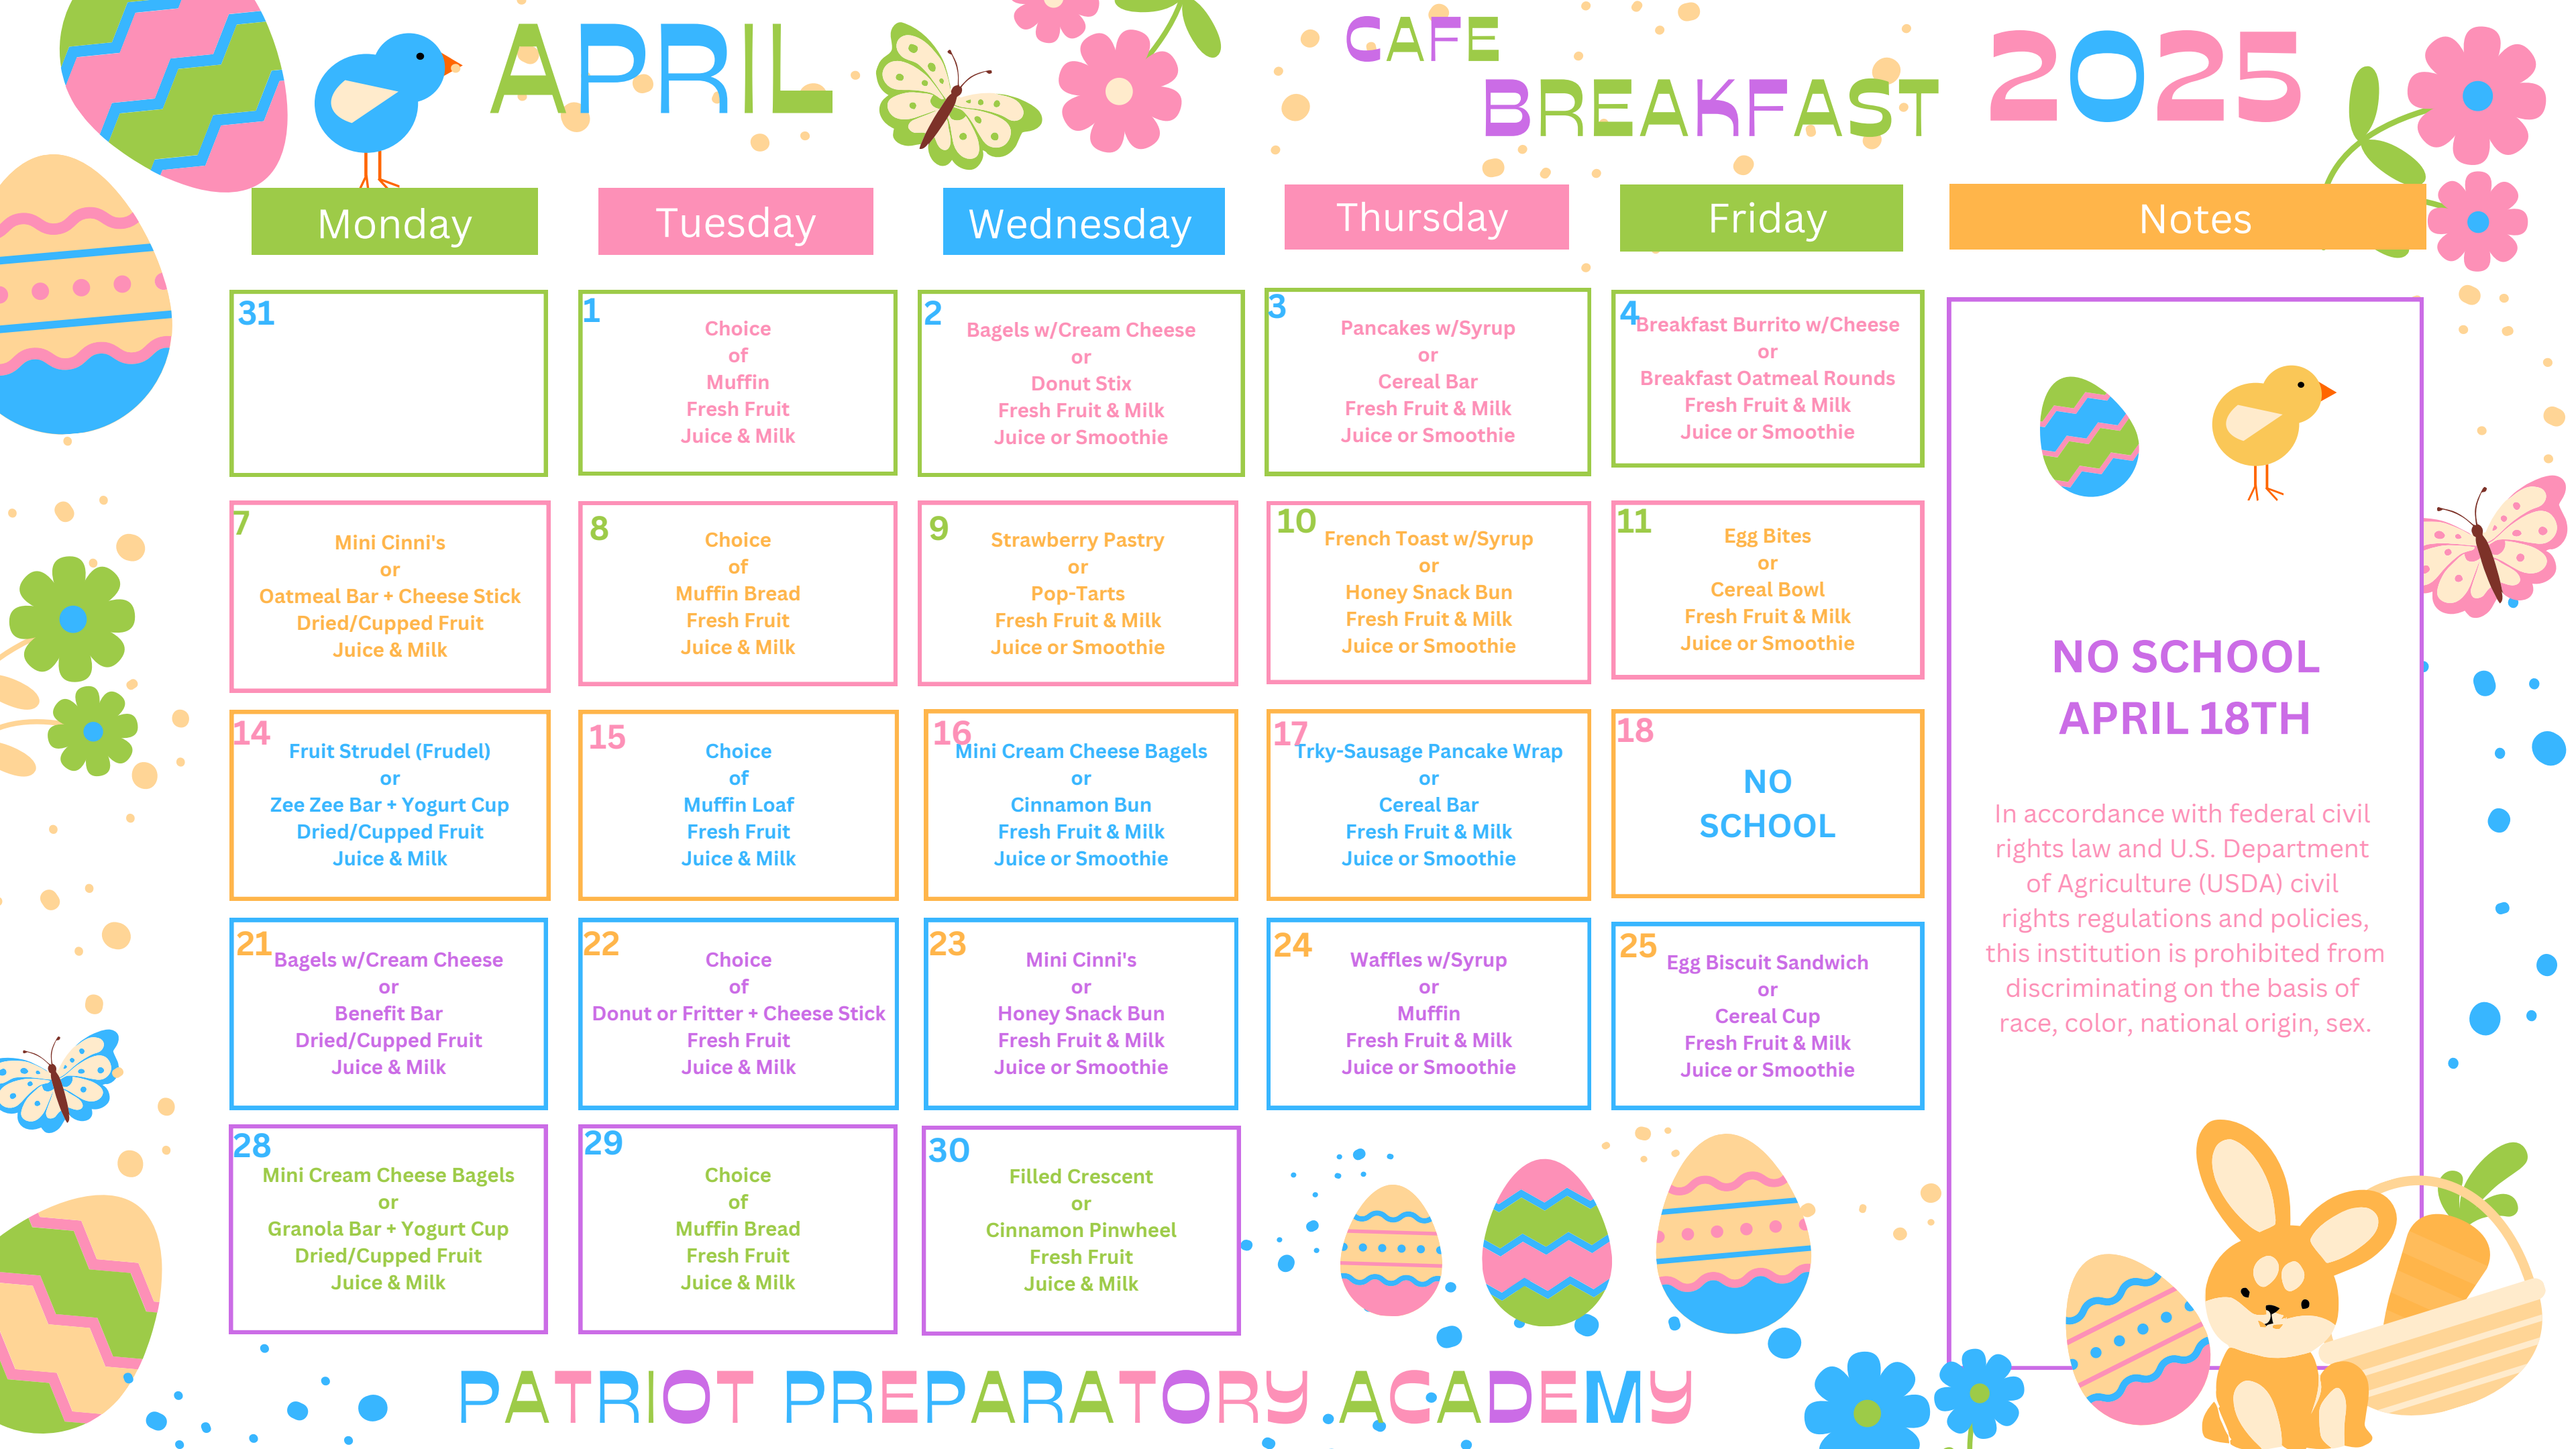 APRIL
CAFE
BREAKFAST
2025
Monday
Tuesday
Wednesday
Thursday
Friday
Notes
31
1
Choice
of
Muffin
Fresh Fruit
Juice & Milk
2
Bagels w/Cream Cheese
or
Donut Stix
Fresh Fruit & Milk
Juice or Smoothie
3
Pancakes w/Syrup
or
Cereal Bar
Fresh Fruit & Milk
Juice or Smoothie
4
Breakfast Burrito w/Cheese
or
Breakfast Oatmeal Rounds
Fresh Fruit & Milk
Juice or Smoothie
7
Mini Cinni's
or
Oatmeal Bar + Cheese Stick
Dried/Cupped Fruit
Juice & Milk
8
Choice
of
Muffin Bread
Fresh Fruit
Juice & Milk
9
Strawberry Pastry
or
Pop-Tarts
Fresh Fruit & Milk
Juice or Smoothie
10
French Toast w/Syrup
or
Honey Snack Bun
Fresh Fruit & Milk
Juice or Smoothie
11
Egg Bites
or
Cereal Bowl
Fresh Fruit & Milk
Juice or Smoothie
14
Fruit Strudel (Frudel)
or
Zee Zee Bar + Yogurt Cup
Dried/Cupped Fruit
Juice & Milk
15
Choice
of
Muffin Loaf
Fresh Fruit
Juice & Milk
16
Mini Cream Cheese Bagels
or
Cinnamon Bun
Fresh Fruit & Milk
Juice or Smoothie
17
Trky-Sausage Pancake Wrap
or
Cereal Bar
Fresh Fruit & Milk
Juice or Smoothie
18
NO
SCHOOL
21
Bagels w/Cream Cheese
or
Benefit Bar
Dried/Cupped Fruit
Juice & Milk
22
Choice
of
Donut or Fritter + Cheese Stick
Fresh Fruit
Juice & Milk
23
Mini Cinni's
or
Honey Snack Bun
Fresh Fruit & Milk
Juice or Smoothie
24
Waffles w/Syrup
or
Muffin
Fresh Fruit & Milk
Juice or Smoothie
25
Egg Biscuit Sandwich
or
Cereal Cup
Fresh Fruit & Milk
Juice or Smoothie
28
Mini Cream Cheese Bagels
or
Granola Bar + Yogurt Cup
Dried/Cupped Fruit
Juice & Milk
29
Choice
of
Muffin Bread
Fresh Fruit
Juice & Milk
30
Filled Crescent
or
Cinnamon Pinwheel
Fresh Fruit
Juice & Milk
NO SCHOOL
APRIL 18TH
In accordance with federal civil
rights law and U.S. Department
of Agriculture (USDA) civil
rights regulations and policies,
this institution is prohibited from
discriminating on the basis of
race, color, national origin, sex.
PATRIOT PREPARATORY ACADEMY